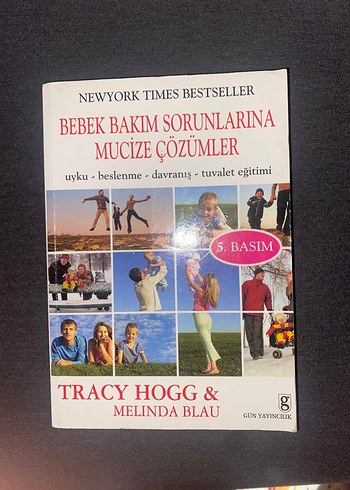 NEWYORK TIMES BESTSELLER
BEBEK BAKIM SORUNLARINA
MUCİZE ÇÖZÜMLER
uyku - beslenme - davranış - tuvalet eğitimi
5. BASIM
TRACY HOGG &
MELINDA BLAU
g
GÜN YAYINCILIK